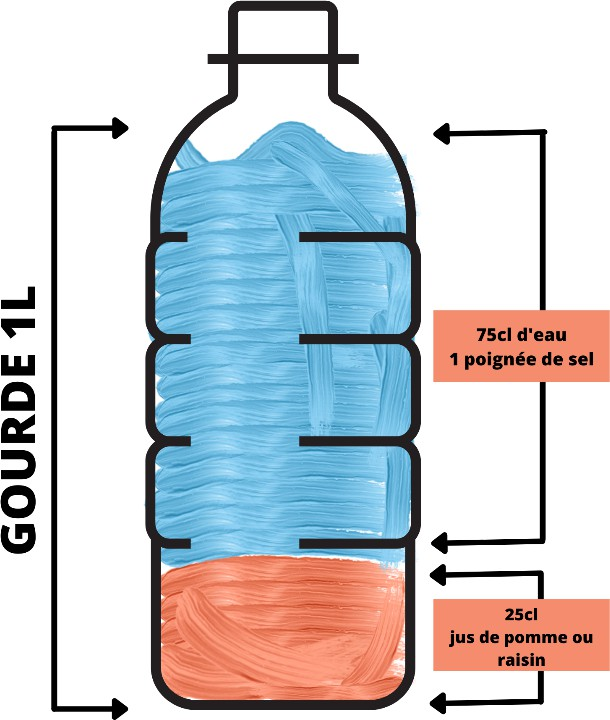 GOURDE 1L
75cl d'eau
1 poignée de sel
25cl
jus de pomme ou
raisin